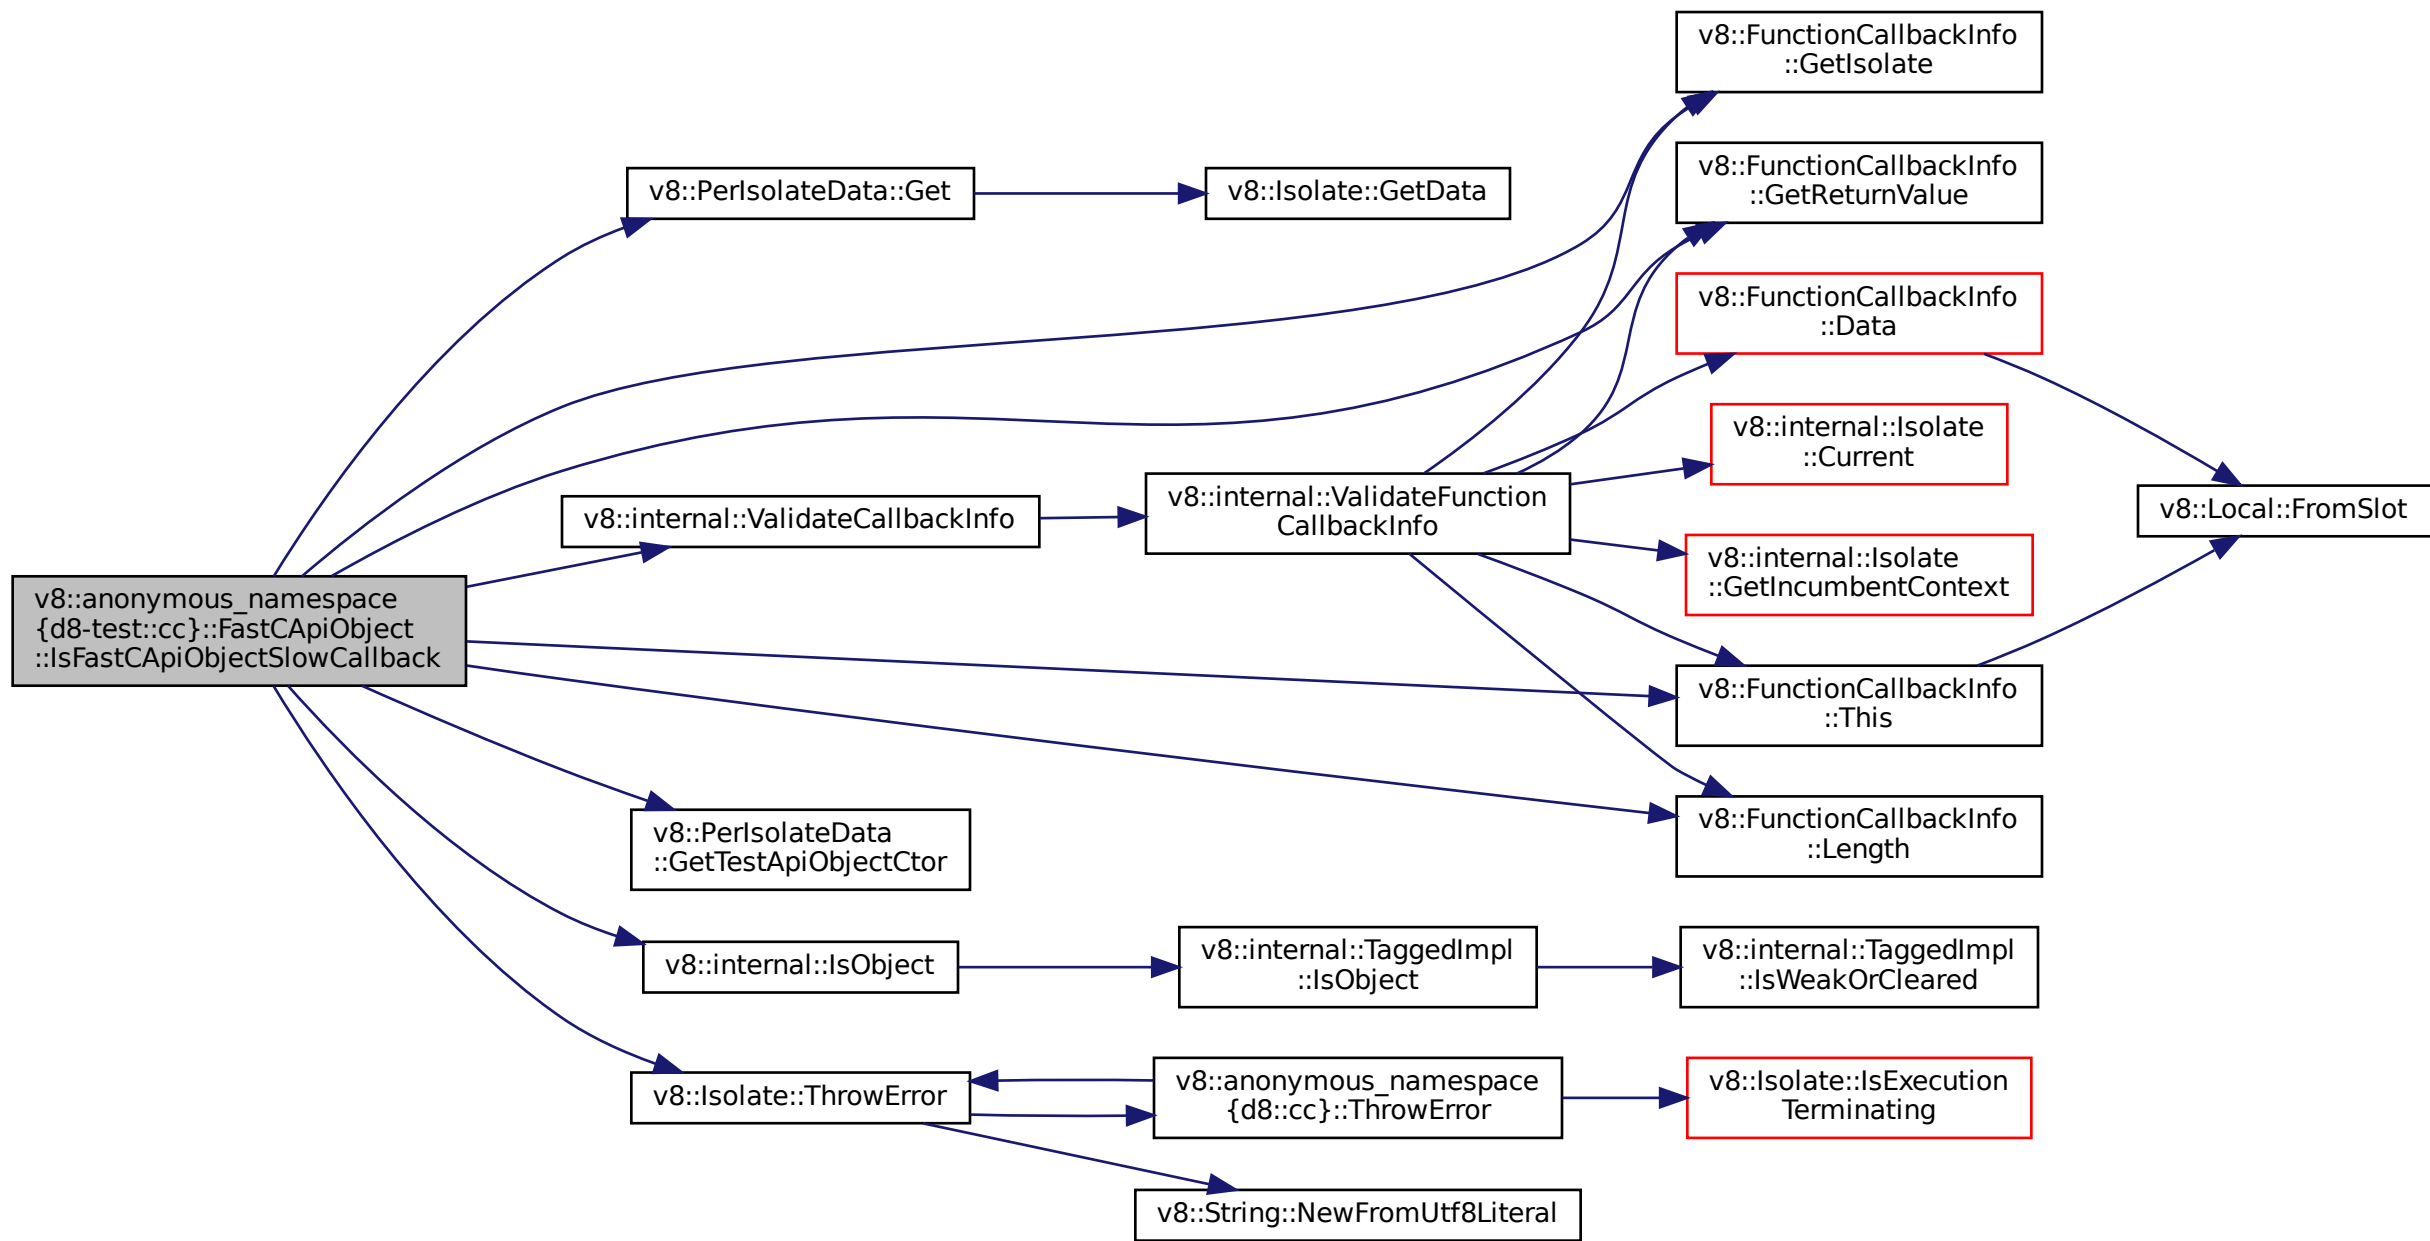 v8::FunctionCallbackInfo
::GetIsolate
v8::FunctionCallbackInfo
::GetReturnValue
v8::PerIsolateData::Get
v8::Isolate::GetData
v8::FunctionCallbackInfo
::Data
v8::internal::Isolate
::Current
v8::internal::ValidateFunction
CallbackInfo
v8::internal::ValidateCallbackInfo
v8::Local::FromSlot
v8::internal::Isolate
::GetIncumbentContext
v8::anonymous_namespace
{d8-test::cc}::FastCApiObject
::IsFastCApiObjectSlowCallback
v8::FunctionCallbackInfo
::This
v8::PerIsolateData
::GetTestApiObjectCtor
v8::FunctionCallbackInfo
::Length
v8::internal::IsObject
v8::internal::TaggedImpl
::IsObject
v8::internal::TaggedImpl
::IsWeakOrCleared
v8::Isolate::ThrowError
v8::anonymous_namespace
{d8::cc}::ThrowError
v8::Isolate::IsExecution
Terminating
v8::String::NewFromUtf8Literal